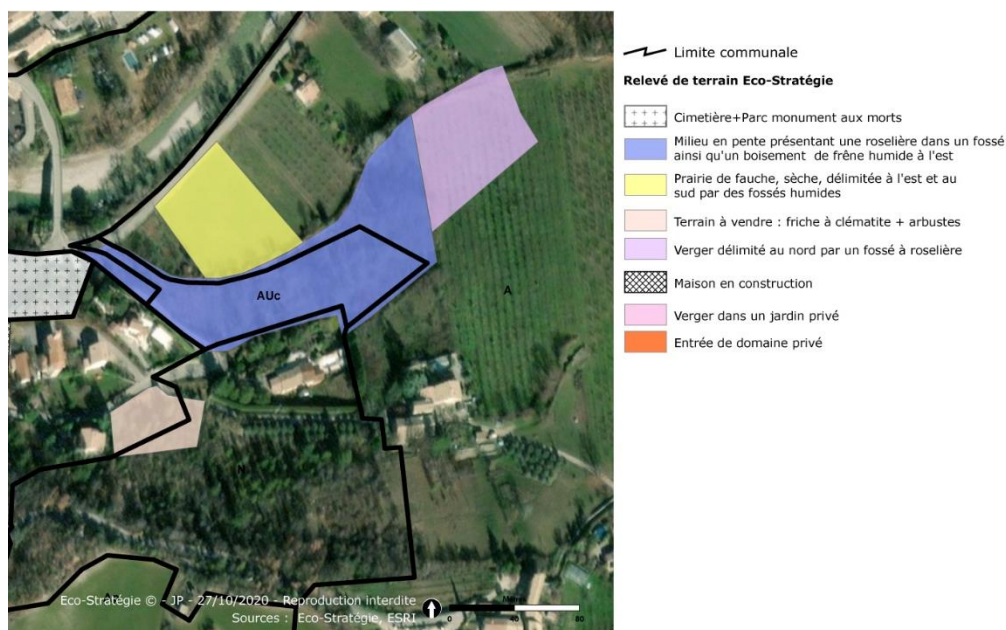 Limite communale
Relevé de terrain Eco-Stratégie
Cimetière+Parc monument aux morts
Milieu en pente présentant une roselière dans un fossé
ainsi qu'un boisement de frêne humide à l'est
Prairie de fauche, sèche, délimitée à l'est et au
sud par des fossés humides
Terrain à vendre : friche à clématite + arbustes
Verger délimité au nord par un fossé à roselière
Maison en construction
Verger dans un jardin privé
Entrée de domaine privé
AUc
A
N
Eco-Stratégie © - JP - 27/10/2020 - Reproduction interdite
Sources : Eco-Stratégie, ESRI
0 40 80